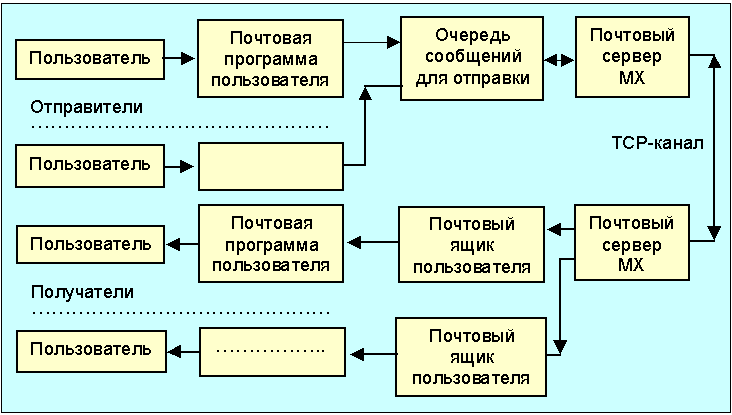 Пользователь
Почтовая
программа
пользователя
Очередь
сообщений
для отправки
Почтовый
сервер
MX
Отправители
TCP-канал
Пользователь
Пользователь
Почтовая
программа
пользователя
Почтовый
ящик
пользователя
Почтовый
сервер
MX
Получатели
Пользователь
……………..
Почтовый
ящик
пользователя